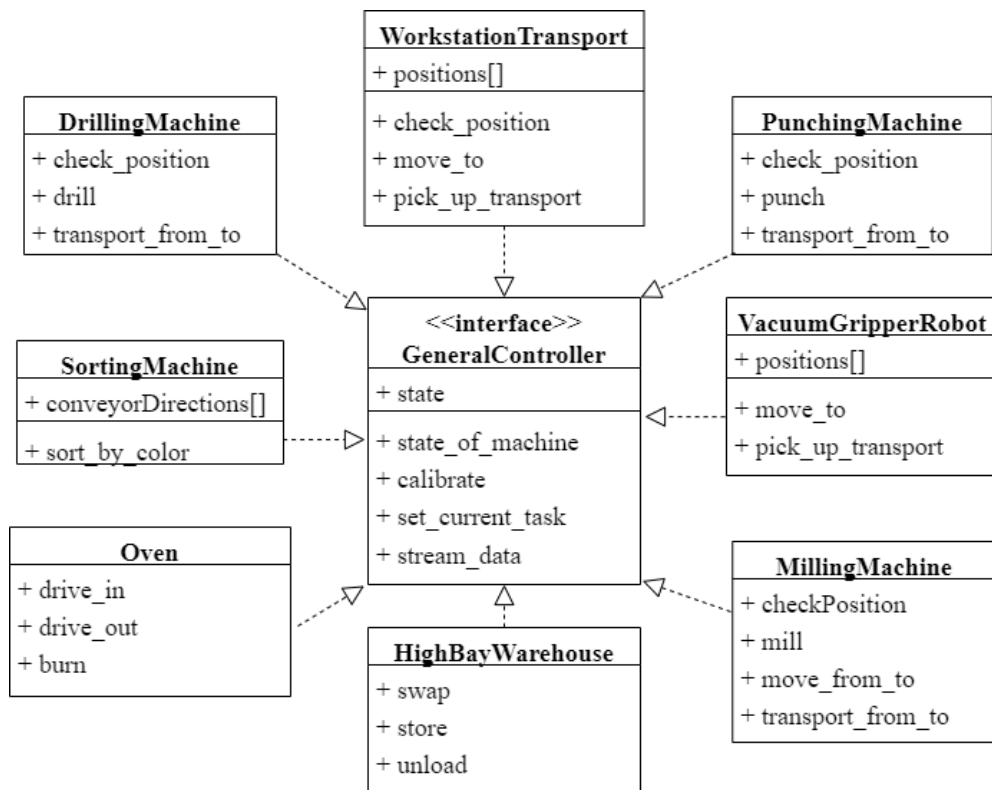 WorkstationTransport
+ positions[]
+ check_position
+ move_to
+ pick_up_transport
DrillingMachine
+ check_position
+ drill
+ transport_from_to
PunchingMachine
+ check_position
+ punch
+ transport_from_to
<<interface>>
GeneralController
+ state
+ state_of_machine
+ calibrate
+ set_current_task
+ stream_data
SortingMachine
+ conveyorDirections[]
+ sort_by_color
VacuumGripperRobot
+ positions[]
+ move_to
+ pick_up_transport
Oven
+ drive_in
+ drive_out
+ burn
HighBayWarehouse
+ swap
+ store
+ unload
MillingMachine
+ checkPosition
+ mill
+ move_from_to
+ transport_from_to